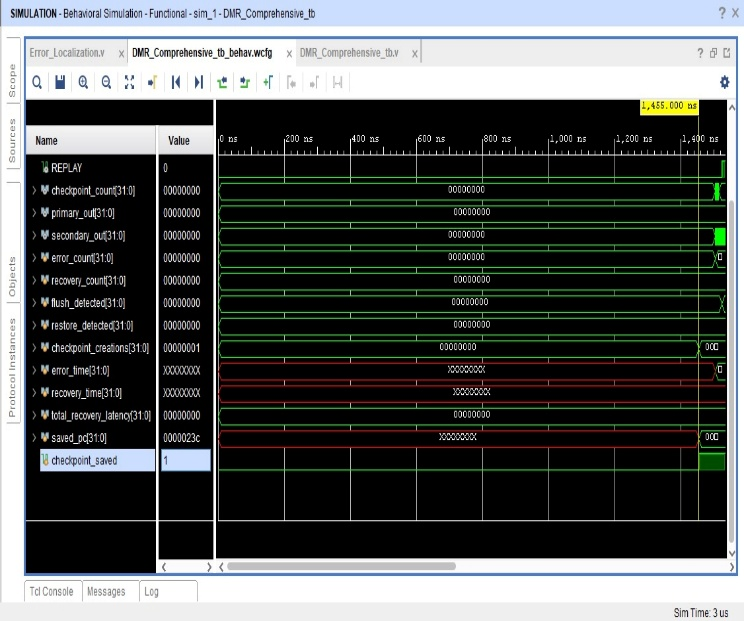 SIMULATION - Behavioral Simulation - Functional - sim_1 - DMR_Comprehensive_tb ? X
Error_Localization.v x DMR_Comprehensive_tb_behav.wcfg x DMR_Comprehensive_tb.v x ?
Scope
Sources
Objects
Protocol Instances
1,455.000 ns
Name Value 0 ns 200 ns 400 ns 600 ns 800 ns 1,000 ns 1,200 ns 1,400 ns
REPLAY 0
checkpoint_count[31:0] 00000000 00000000
primary_out[31:0] 00000000 00000000
secondary_out[31:0] 00000000 00000000
error_count[31:0] 00000000 00000000
recovery_count[31:0] 00000000 00000000
flush_detected[31:0] 00000000 00000000
restore_detected[31:0] 00000000 00000000
checkpoint_creations[31:0] 00000001 00000000 00
error_time[31:0] XXXXXXXX XXXXXXXX
recovery_time[31:0] XXXXXXXX XXXXXXXX
total_recovery_latency[31:0] 00000000 00000000
saved_pc[31:0] 0000023c XXXXXXXX 00
checkpoint_saved 1
Tcl Console Messages Log
Sim Time: 3 us